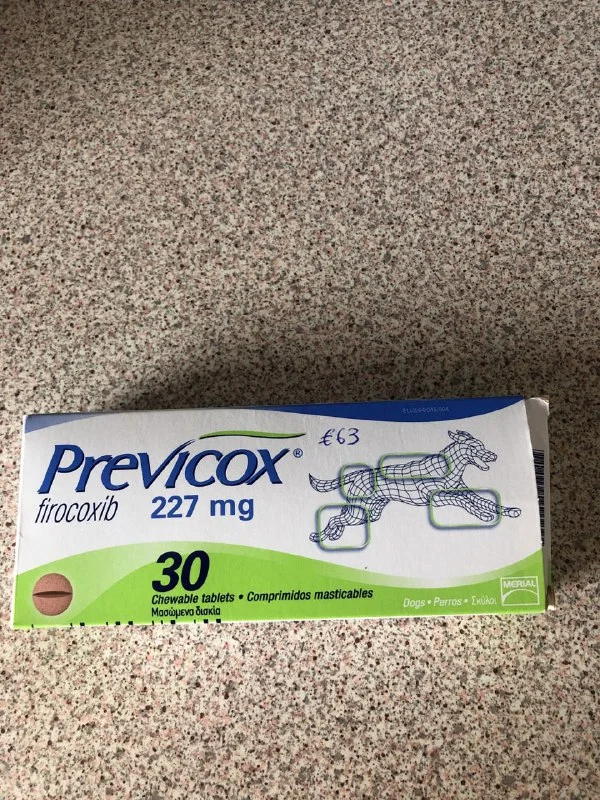 €63
Previcox®
firocoxib 227 mg
30
Chewable tablets • Comprimidos masticables
Μασώμενα δισκία
Dogs • Perros • Σκύλοι
MERIAL